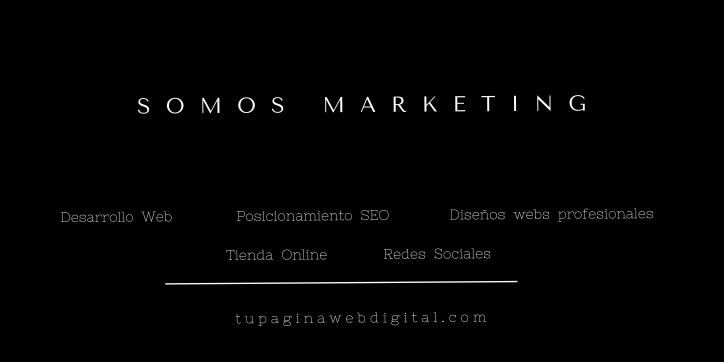 SOMOS MARKETING
Desarrollo Web Posicionamiento SEO Diseños webs profesionales
Tienda Online Redes Sociales
tupaginawebdigital.com